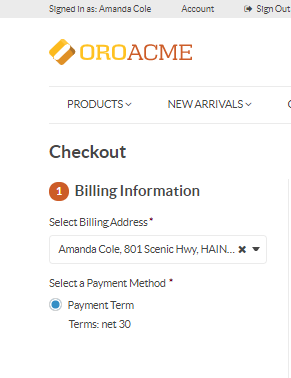 Signed in as: Amanda Cole Account Sign Out
OROACME
PRODUCTS NEW ARRIVALS
Checkout
1 Billing Information
Select Billing Address *
Amanda Cole, 801 Scenic Hwy, HAIN...
Select a Payment Method *
Payment Term
Terms: net 30